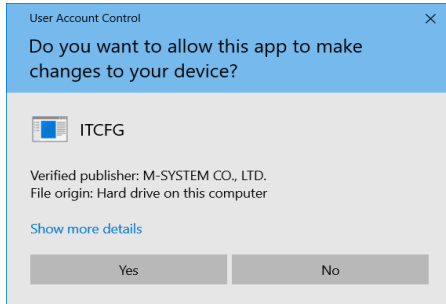 User Account Control
Do you want to allow this app to make
changes to your device?
ITCFG
Verified publisher: M-SYSTEM CO., LTD.
File origin: Hard drive on this computer
Show more details
Yes
No